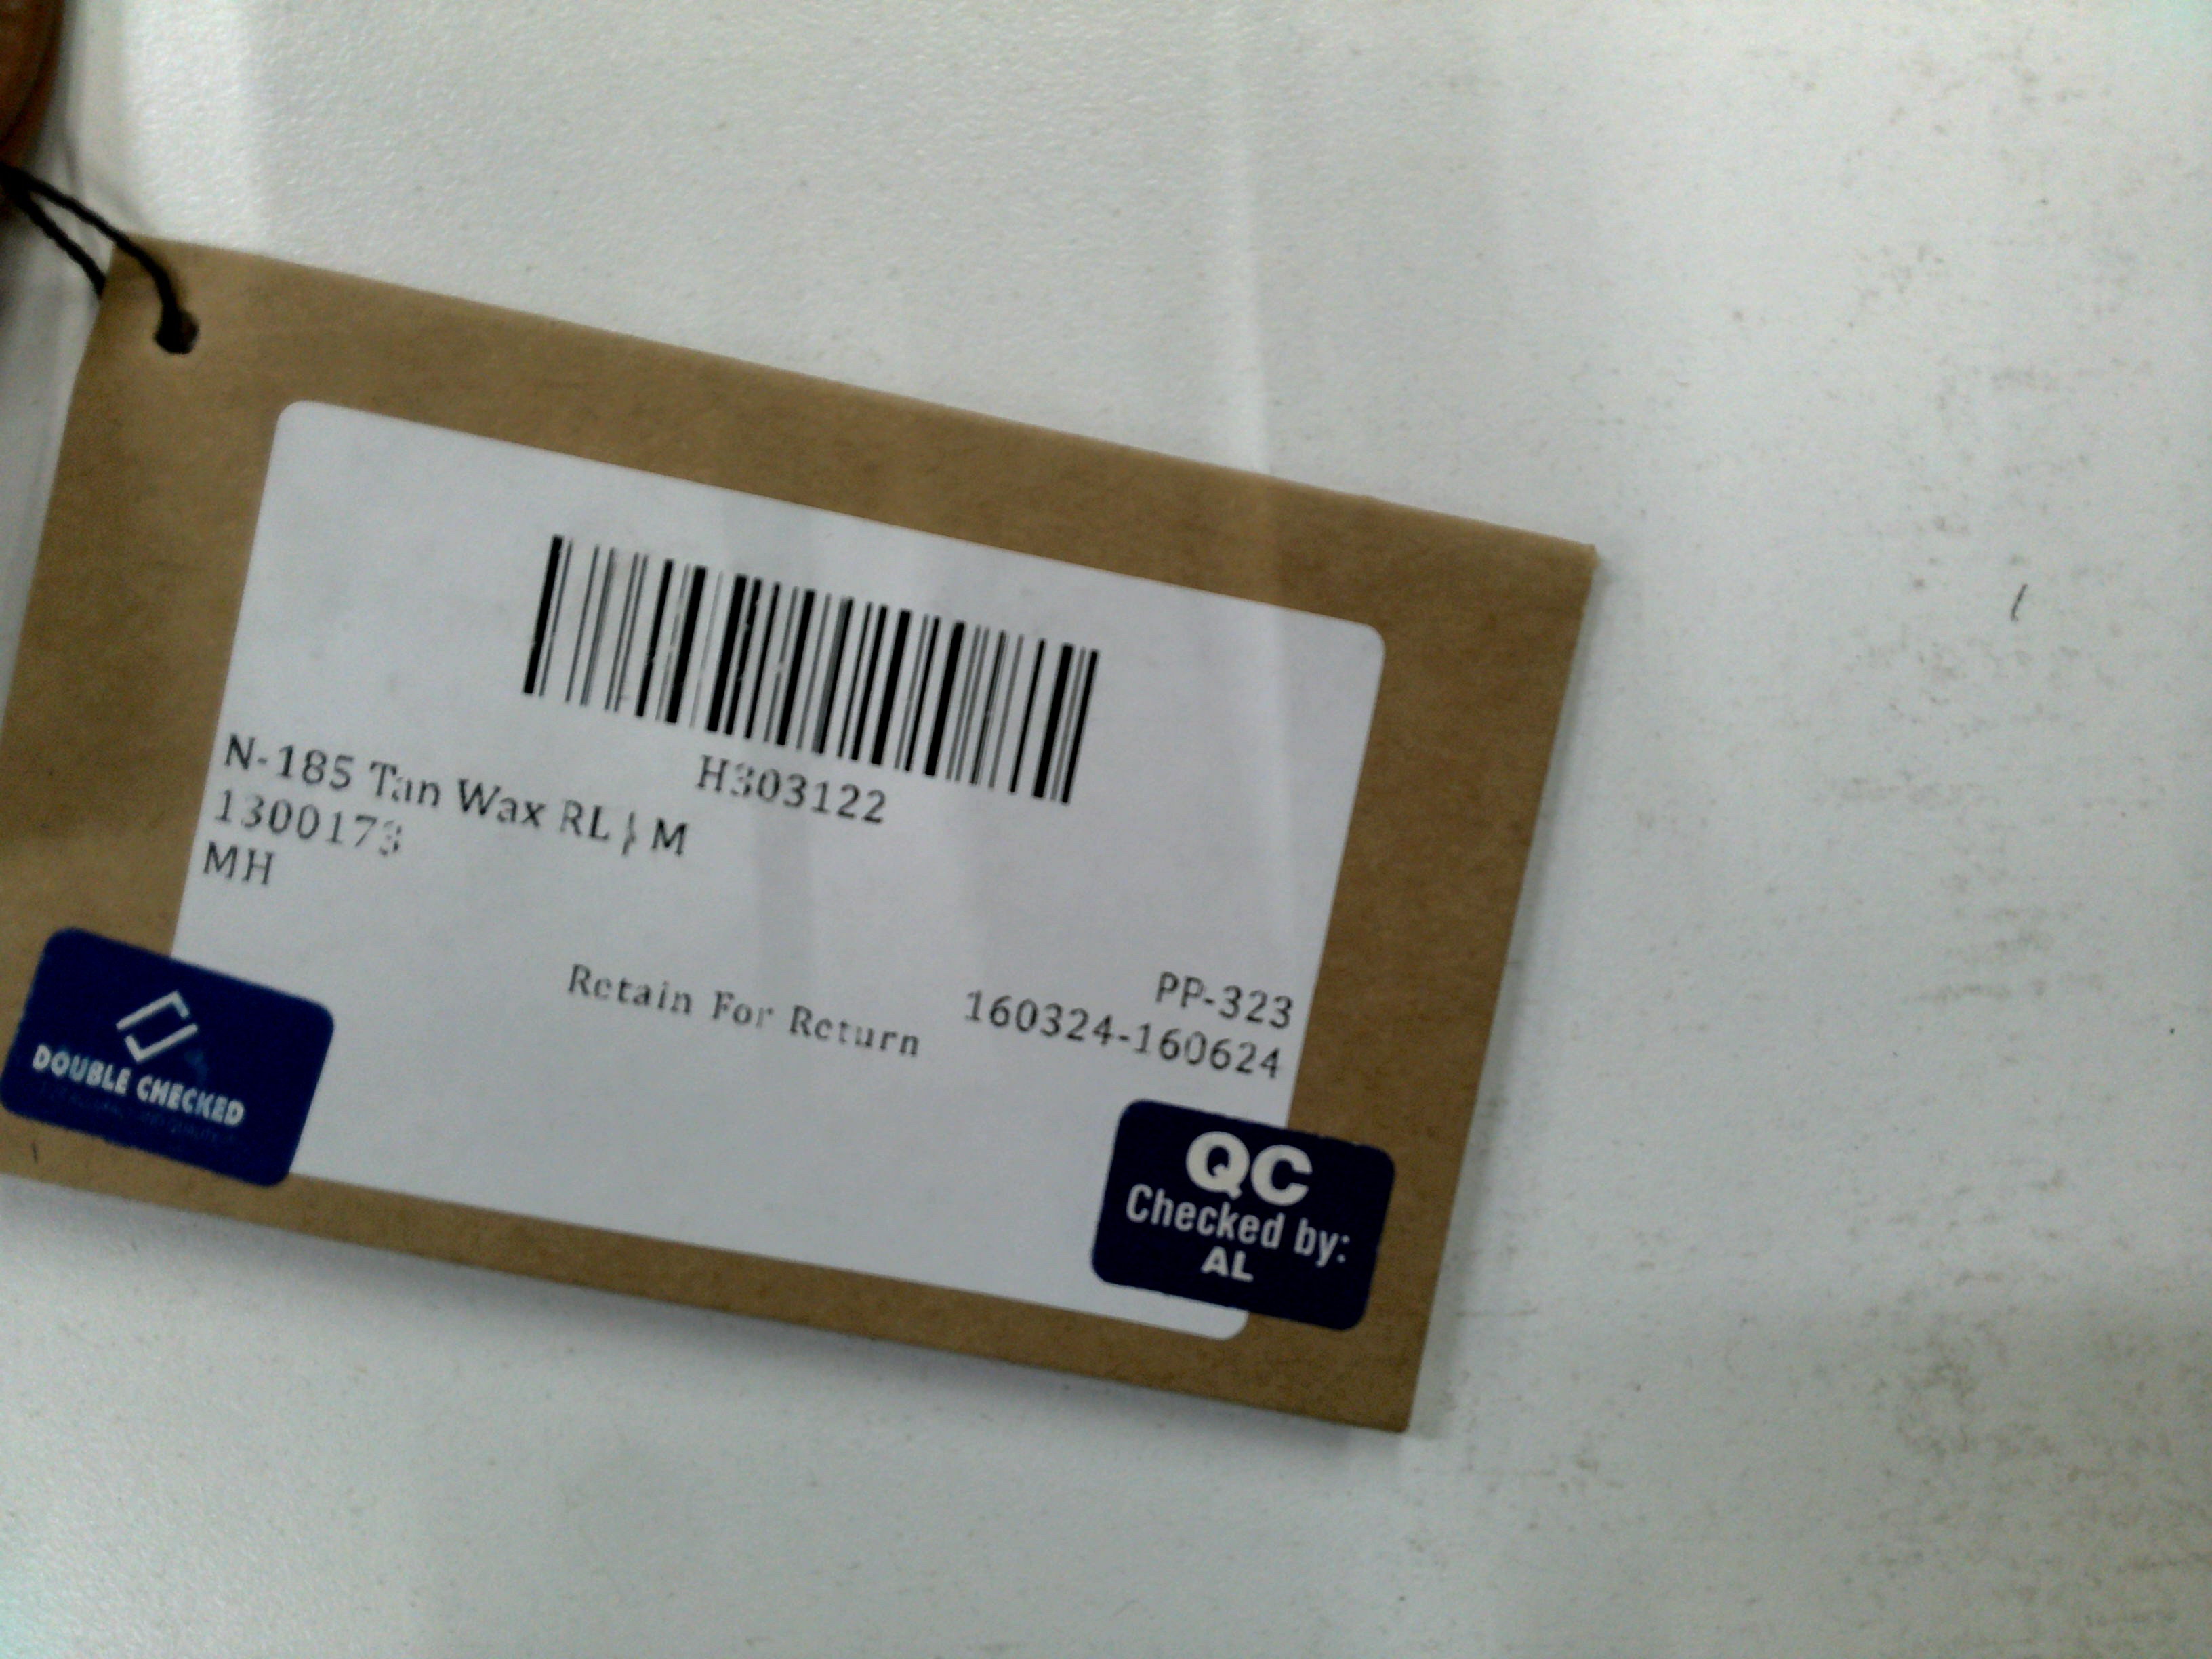 H303122
N-185 Tan Wax RL | M
1300173
MH
PP-323
Retain For Return
160324-160624
DOUBLE CHECKED
QC
Checked by:
AL